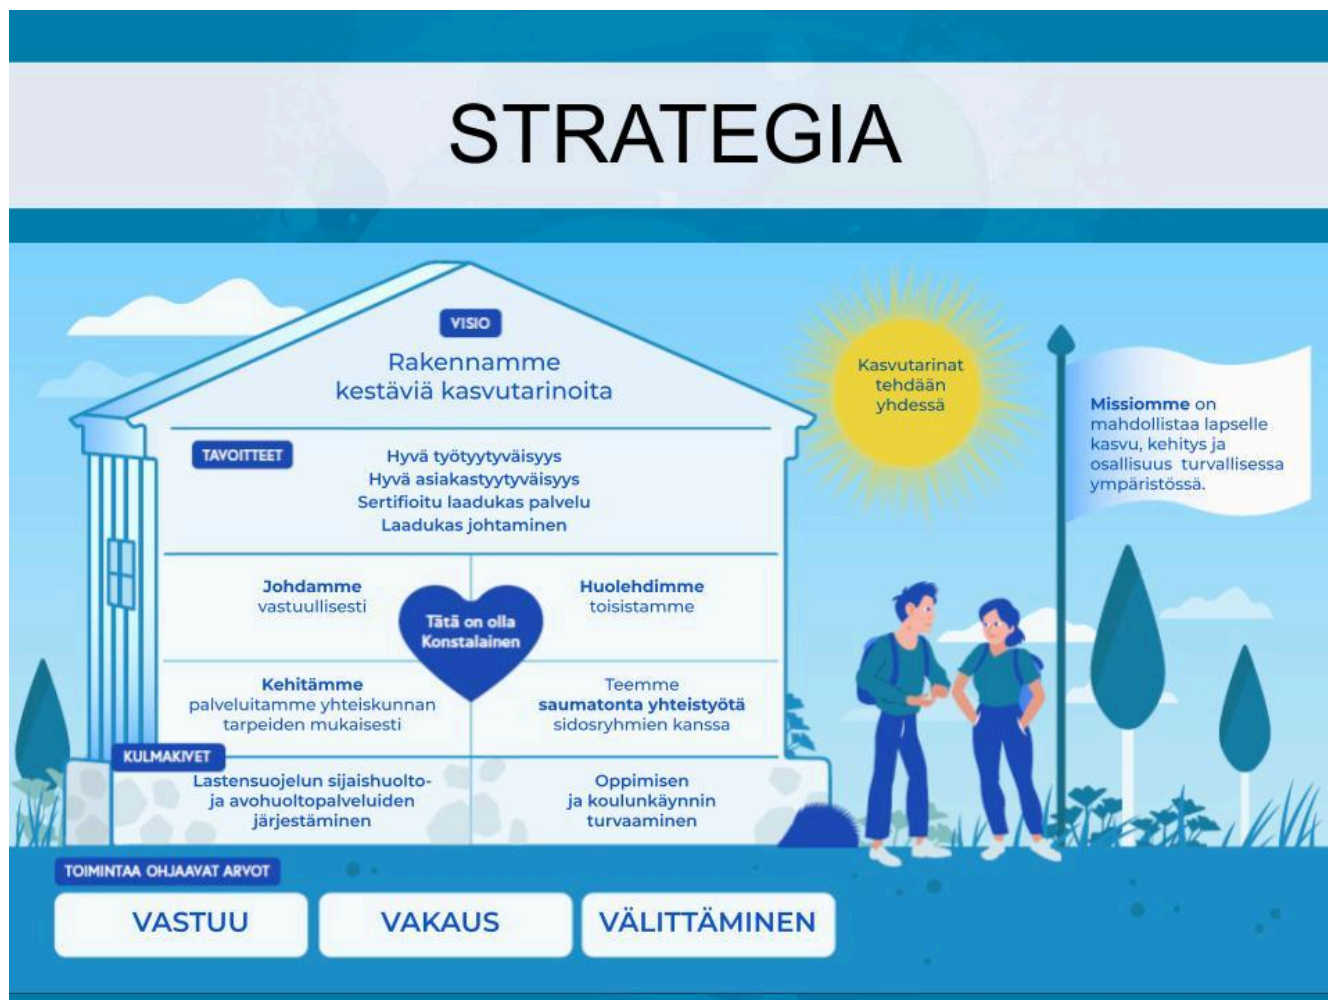 STRATEGIA
VISIO
Rakennamme
kestäviä kasvutarinoita
TAVOITTEET
Hyvä työtyytyväisyys
Hyvä asiakastyytyväisyys
Sertifioitu laadukas palvelu
Laadukas johtaminen
Johdamme
vastuullisesti
Huolehdimme
toisistamme
Tätä on olla
Konstalainen
Kehitämme
palveluitamme yhteiskunnan
tarpeiden mukaisesti
Teemme
saumatonta yhteistyötä
sidosryhmien kanssa
KULMAKIVET
Lastensuojelun sijaishuolto-
ja avohuoltopalveluiden
järjestäminen
Oppimisen
ja koulunkäynnin
turvaaminen
TOIMINTAA OHJAAVAT ARVOT
VASTUU
VAKAUS
VÄLITTÄMINEN
Kasvutarinat
tehdään
yhdessä
Missiomme on
mahdollistaa lapselle
kasvu, kehitys ja
osallisuus turvallisessa
ympäristössä.